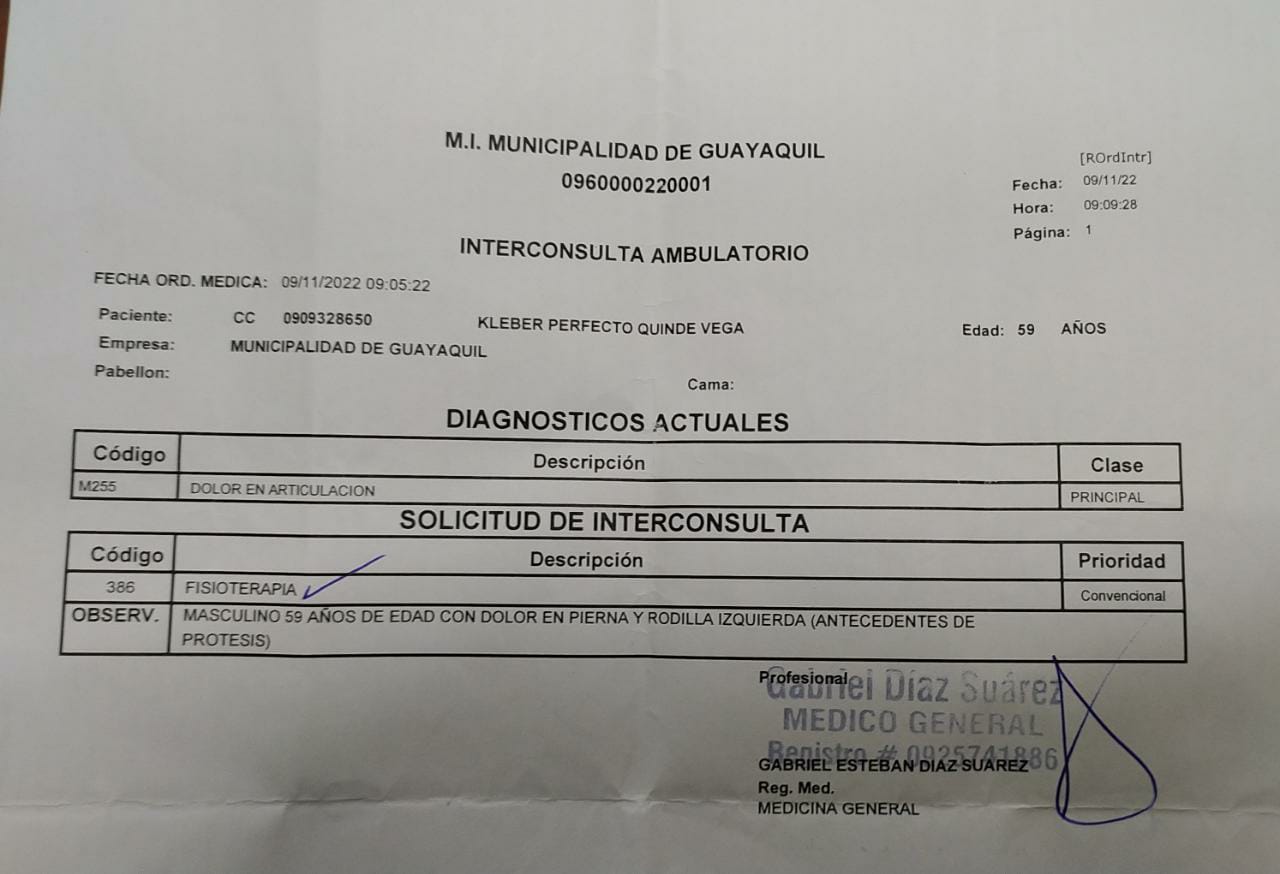 M.I. MUNICIPALIDAD DE GUAYAQUIL
0960000220001
[ROrdIntr]
Fecha: 09/11/22
Hora: 09:09:28
Página: 1
INTERCONSULTA AMBULATORIO
FECHA ORD. MEDICA: 09/11/2022 09:05:22
Paciente: CC 0909328650 KLEBER PERFECTO QUINDE VEGA Edad: 59 AÑOS
Empresa: MUNICIPALIDAD DE GUAYAQUIL
Pabellon: Cama:
DIAGNOSTICOS ACTUALES
Código Descripción Clase
M255 DOLOR EN ARTICULACION PRINCIPAL
SOLICITUD DE INTERCONSULTA
Código Descripción Prioridad
386 FISIOTERAPIA Convencional
OBSERV. MASCULINO 59 AÑOS DE EDAD CON DOLOR EN PIERNA Y RODILLA IZQUIERDA (ANTECEDENTES DE
PROTESIS)
Profesional
Gabriel Díaz Suárez
MEDICO GENERAL
Registro # 0925741886
GABRIEL ESTEBAN DIAZ SUAREZ
Reg. Med.
MEDICINA GENERAL